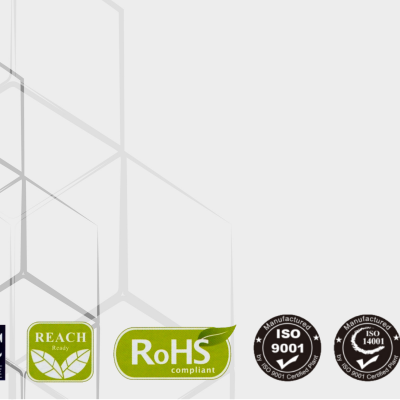 REACH
Ready
RoHS
compliant
Manufactured
ISO
9001
by ISO 9001 Certified Plant
Manufactured
ISO
14001
by ISO 9001 Certified Plant